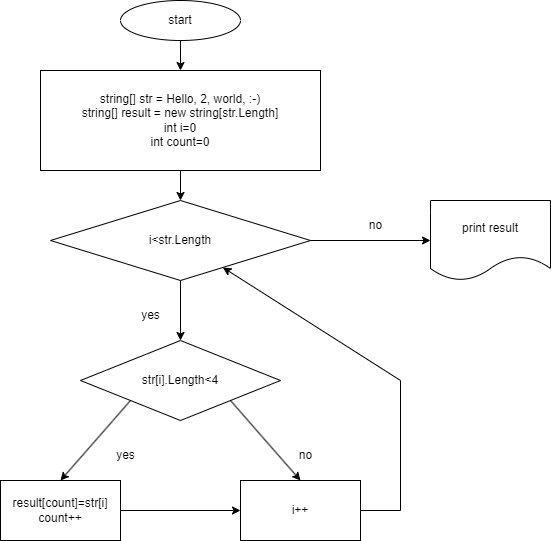 start
string[] str = Hello, 2, world, :-)
string[] result = new string[str.Length]
int i=0
int count=0
i<str.Length
no
print result
yes
str[i].Length<4
yes
no
result[count]=str[i]
count++
i++